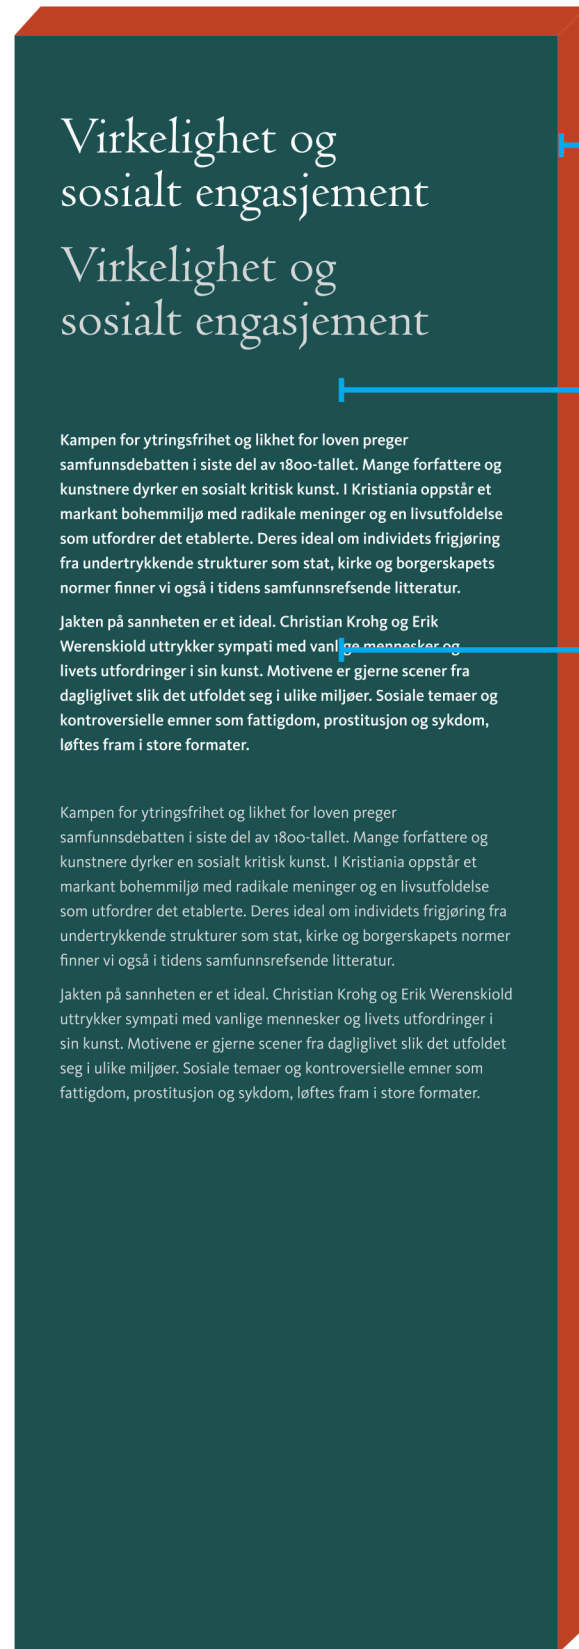 Virkelighet og
sosialt engasjement
Virkelighet og
sosialt engasjement
Kampen for ytringsfrihet og likhet for loven preger
samfunnsdebatten i siste del av 1800-tallet. Mange forfattere og
kunstnere dyrker en sosialt kritisk kunst. I Kristiania oppstår et
markant bohemmiljø med radikale meninger og en livsutfoldelse
som utfordrer det etablerte. Deres ideal om individets frigjøring
fra undertrykkende strukturer som stat, kirke og borgerskapets
normer finner vi også i tidens samfunnsrefsende litteratur.
Jakten på sannheten er et ideal. Christian Krohg og Erik
Werenskiold uttrykker sympati med vanlige mennesker og
livets utfordringer i sin kunst. Motivene er gjerne scener fra
dagliglivet slik det utfoldet seg i ulike miljøer. Sosiale temaer og
kontroversielle emner som fattigdom, prostitusjon og sykdom,
løftes fram i store formater.
Kampen for ytringsfrihet og likhet for loven preger
samfunnsdebatten i siste del av 1800-tallet. Mange forfattere og
kunstnere dyrker en sosialt kritisk kunst. I Kristiania oppstår et
markant bohemmiljø med radikale meninger og en livsutfoldelse
som utfordrer det etablerte. Deres ideal om individets frigjøring fra
undertrykkende strukturer som stat, kirke og borgerskapets normer
finner vi også i tidens samfunnsrefsende litteratur.
Jakten på sannheten er et ideal. Christian Krohg og Erik Werenskiold
uttrykker sympati med vanlige mennesker og livets utfordringer i
sin kunst. Motivene er gjerne scener fra dagliglivet slik det utfoldet
seg i ulike miljøer. Sosiale temaer og kontroversielle emner som
fattigdom, prostitusjon og sykdom, løftes fram i store formater.